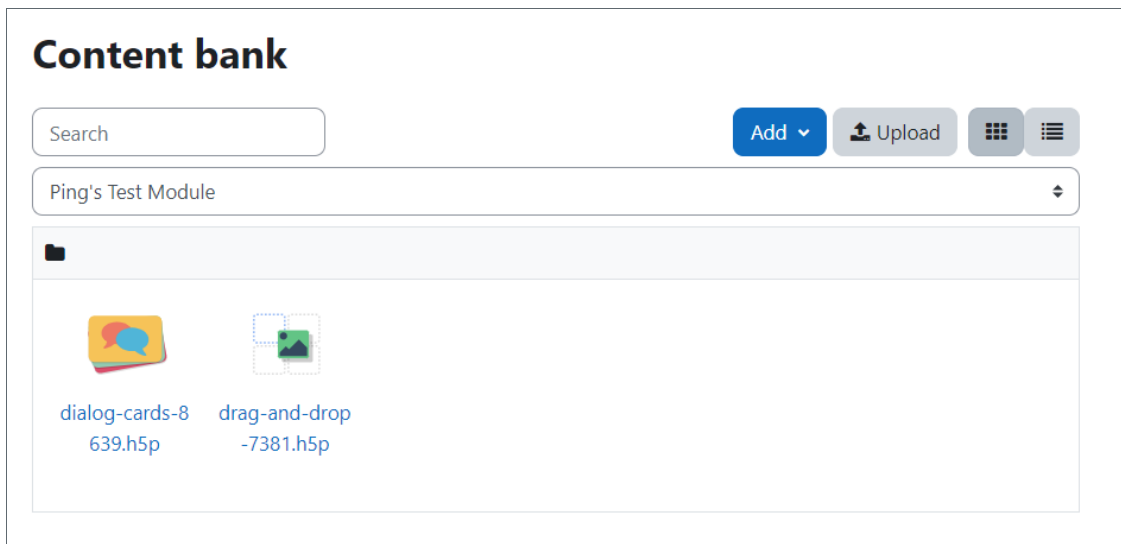 Content bank
Search
Add
Upload
Ping's Test Module
dialog-cards-8
639.h5p
drag-and-drop
-7381.h5p